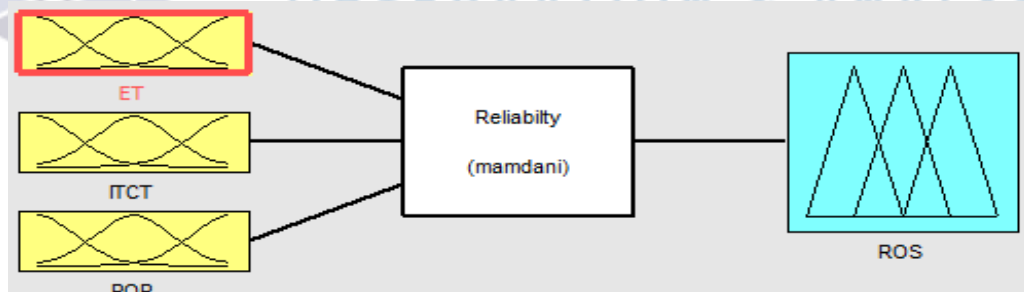 ET
ITCT
Reliabilty
(mamdani)
ROS